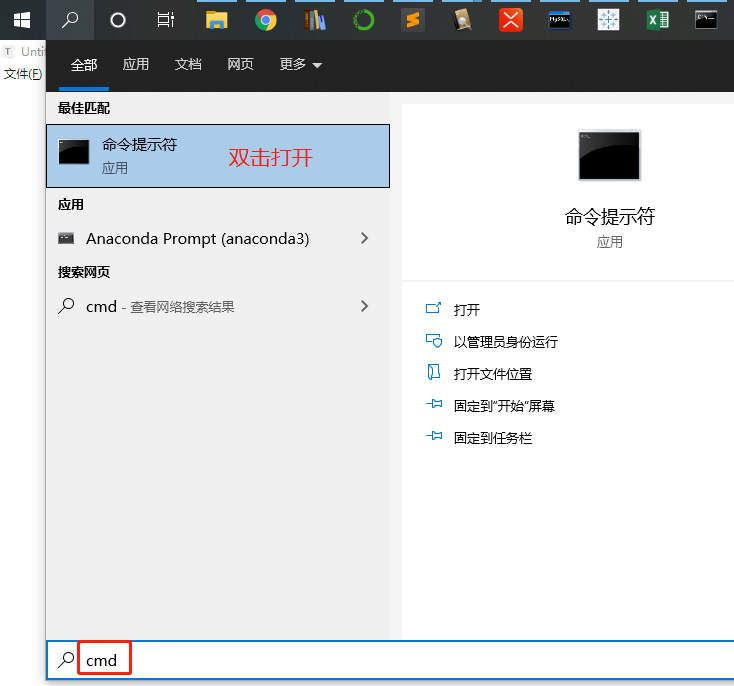 T Untit
文件(F)
全部 应用 文档 网页 更多
最佳匹配
命令提示符
应用
双击打开
应用
Anaconda Prompt (anaconda3)
搜索网页
cmd - 查看网络搜索结果
命令提示符
应用
打开
以管理员身份运行
打开文件位置
固定到"开始"屏幕
固定到任务栏
cmd